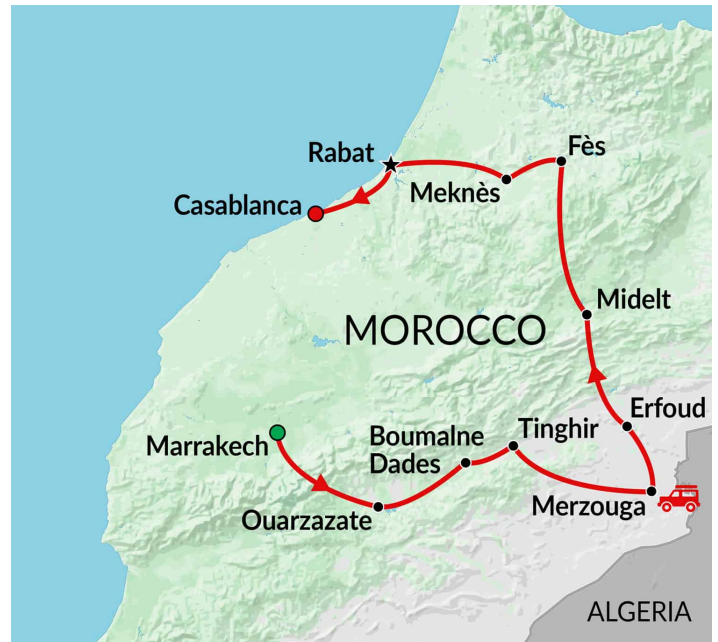 Rabat
Fès
Meknès
Casablanca
Midelt
MOROCCO
Erfoud
Tinghir
Boumalne
Dades
Marrakech
Merzouga
Ouarzazate
ALGERIA